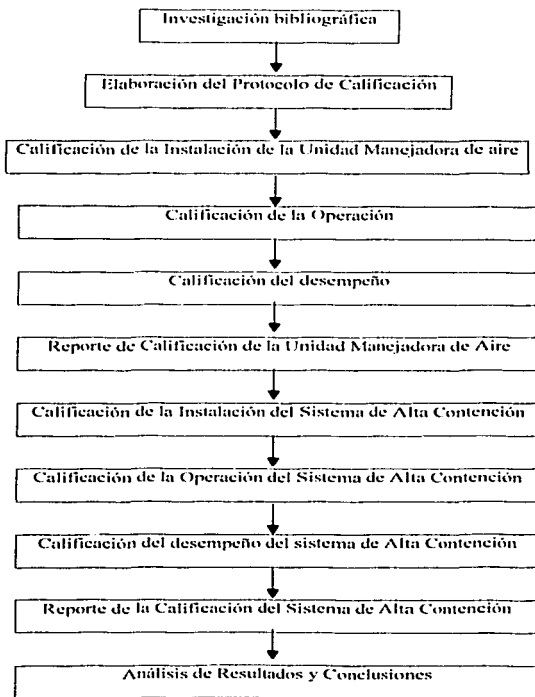 Investigación bibliográfica
Elaboración del Protocolo de Calificación
Calificación de la Instalación de la Unidad Manejadora de aire
Calificación de la Operación
Calificación del desempeño
Reporte de Calificación de la Unidad Manejadora de Aire
Calificación de la Instalación del Sistema de Alta Contención
Calificación de la Operación del Sistema de Alta Contención
Calificación del desempeño del sistema de Alta Contención
Reporte de la Calificación del Sistema de Alta Contención
Análisis de Resultados y Conclusiones